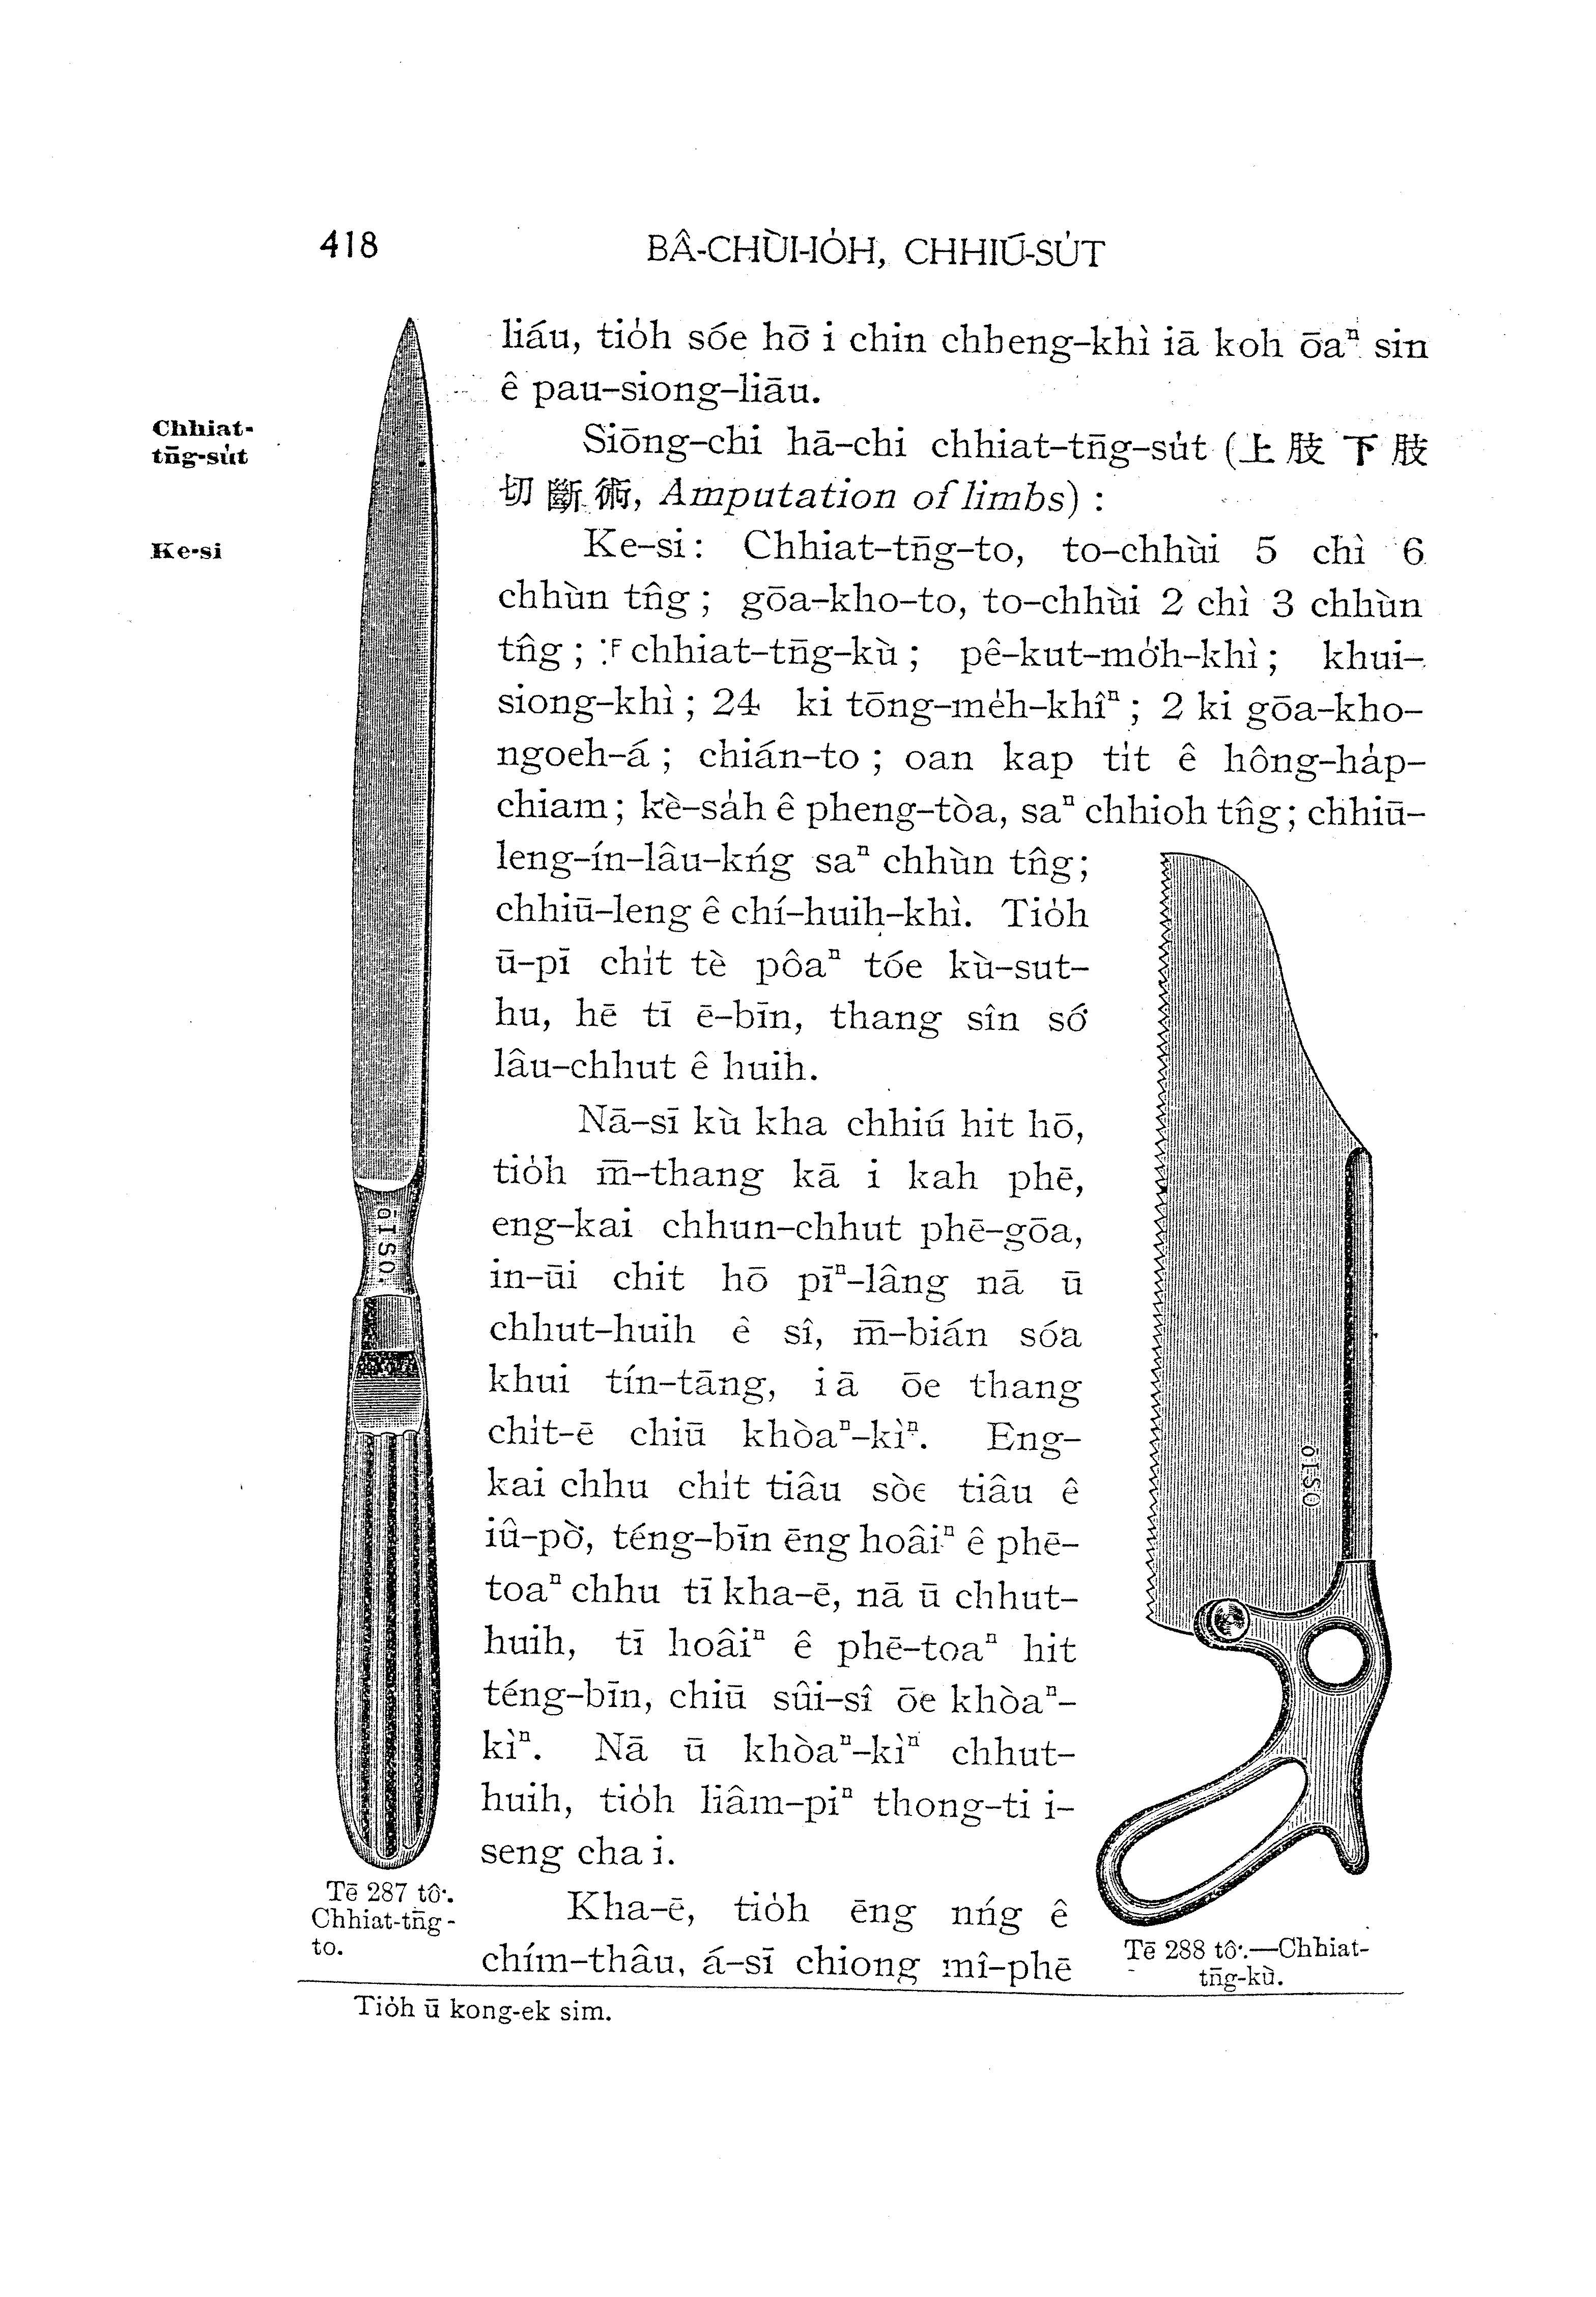 418
BÂ-CHÙI-IO̍H, CHHIÚ-SU̍T
liáu, tio̍h sóe hō͘ i chin chheng-khì iā koh ōaⁿ sin
ê pau-siong-liāu.
Chhiat-
tn̄g-su̍t
Siōng-chi hā-chi chhiat-tn̄g-su̍t (上肢下肢
切斷術, Amputation of limbs) :
Ke-si
Ke-si: Chhiat-tn̄g-to, to-chhùi 5 chì 6
chhùn tn̂g ; gōa-kho-to, to-chhùi 2 chì 3 chhùn
tn̂g ; chhiat-tn̄g-kù ; pê-kut-mo̍͘h-khì ; khui-
siong-khì ; 24 ki tōng-me̍h-khîⁿ ; 2 ki gōa-kho-
ngoeh-á ; chián-to ; oan kap ti̍t ê hông-ha̍p-
chiam ; kè-sa̍h ê pheng-tòa, saⁿ chhioh tn̂g ; chhiū-
leng-ín-lâu-kńg saⁿ chhùn tn̂g ;
chhiū-leng ê chí-huih-khì. Tio̍h
ū-pī chi̍t tè pôaⁿ tóe kù-sut-
hu, hē tī ē-bīn, thang sîn só͘
lâu-chhut ê huih.
Nā-sī kù kha chhiú hit hō,
tio̍h m̄-thang kā i kah phē,
eng-kai chhun-chhut phē-gōa,
in-ūi chit hō pīⁿ-lâng nā ū
chhut-huih ê sî, m̄-bián sóa
khui tín-tāng, iā ōe thang
chi̍t-ē chiū khòaⁿ-kìⁿ. Eng-
kai chhu chi̍t tiâu sòe tiâu ê
iû-pò͘, téng-bīn ēng hoâiⁿ ê phē-
toaⁿ chhu tī kha-ē, nā ū chhut-
huih, tī hoâiⁿ ê phē-toaⁿ hit
téng-bīn, chiū sûi-sî ōe khòaⁿ-
kìⁿ. Nā ū khòaⁿ-kìⁿ chhut-
huih, tio̍h liâm-piⁿ thong-ti i-
seng cha i.
Kha-ē, tio̍h ēng nńg ê
chím-thâu, á-sī chiong mî-phē
ŌISO
Tē 287 tô͘.
Chhiat-tn̄g-
to.
ŌISO
Tē 288 tô͘.—Chhiat-
tn̄g-kù.
Tio̍h ū kong-ek sim.